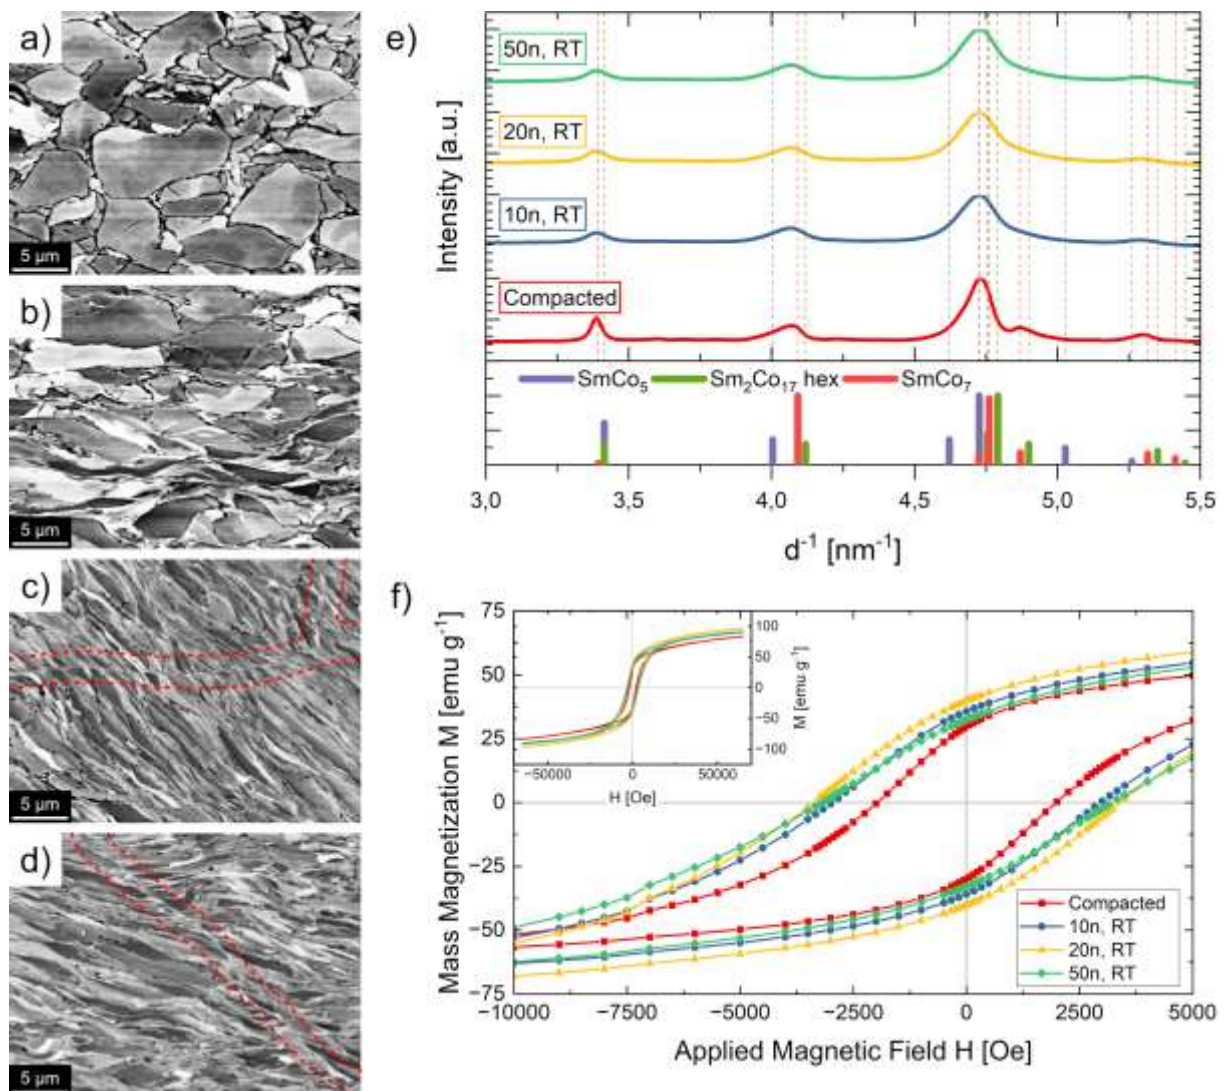 a)
5 µm
b)
5 µm
c)
5 µm
d)
5 µm
e)
50n, RT
20n, RT
10n, RT
Compacted
Intensity [a.u.]
SmCo5 Sm2Co17 hex SmCo7
3,0 3,5 4,0 4,5 5,0 5,5
d-1 [nm-1]
f)
75
50
25
0
−25
−50
−75
Mass Magnetization M [emu g-1]
100
50
0
−50
−100
M [emu g-1]
−50000 0 50000
H [Oe]
Compacted
10n, RT
20n, RT
50n, RT
−10000 −7500 −5000 −2500 0 2500 5000
Applied Magnetic Field H [Oe]